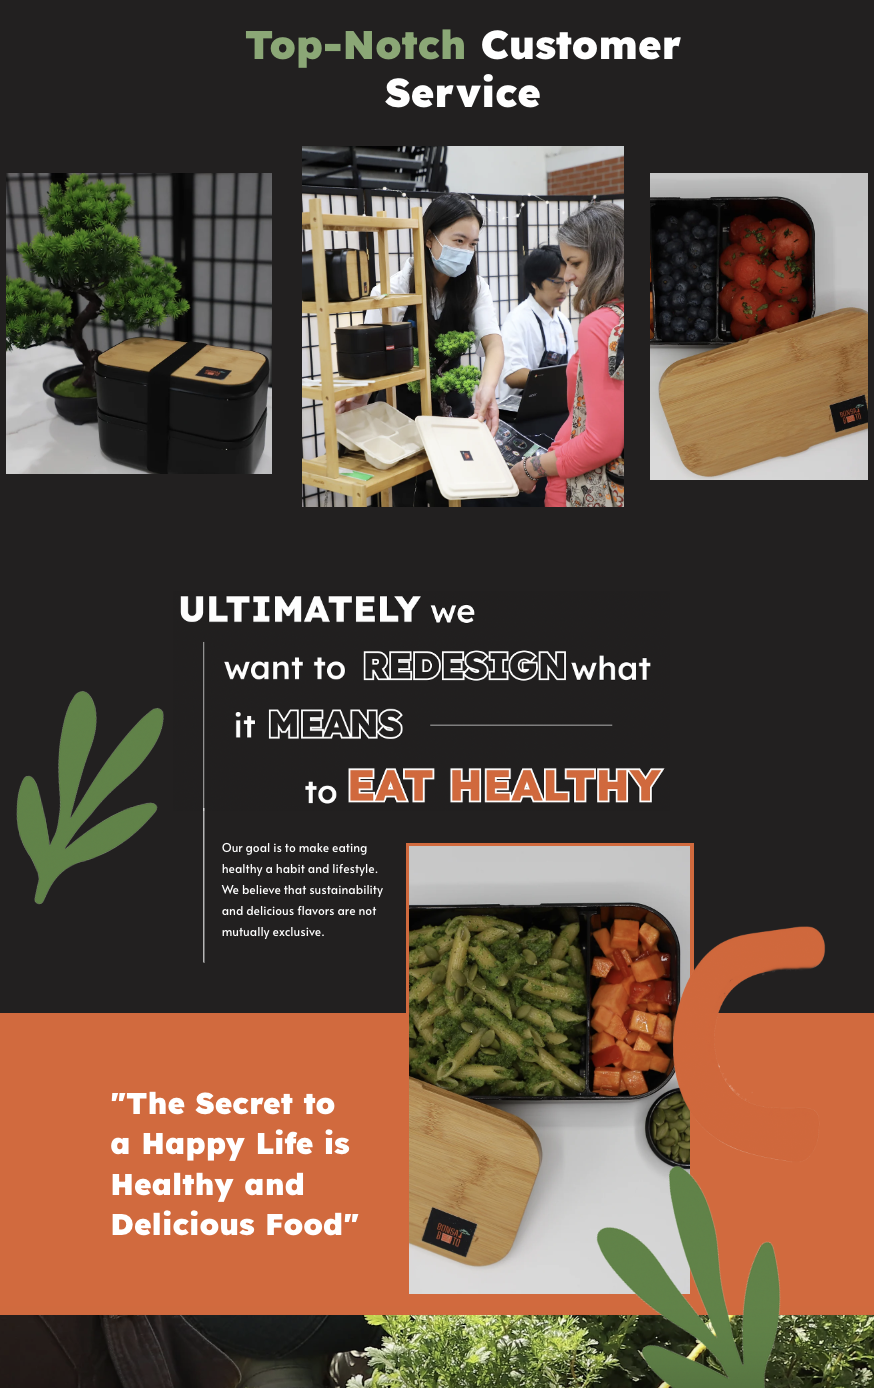 Top-Notch Customer
Service
ULTIMATELY we
want to REDESIGN what
it MEANS
to EAT HEALTHY
Our goal is to make eating
healthy a habit and lifestyle.
We believe that sustainability
and delicious flavors are not
mutually exclusive.
"The Secret to
a Happy Life is
Healthy and
Delicious Food"